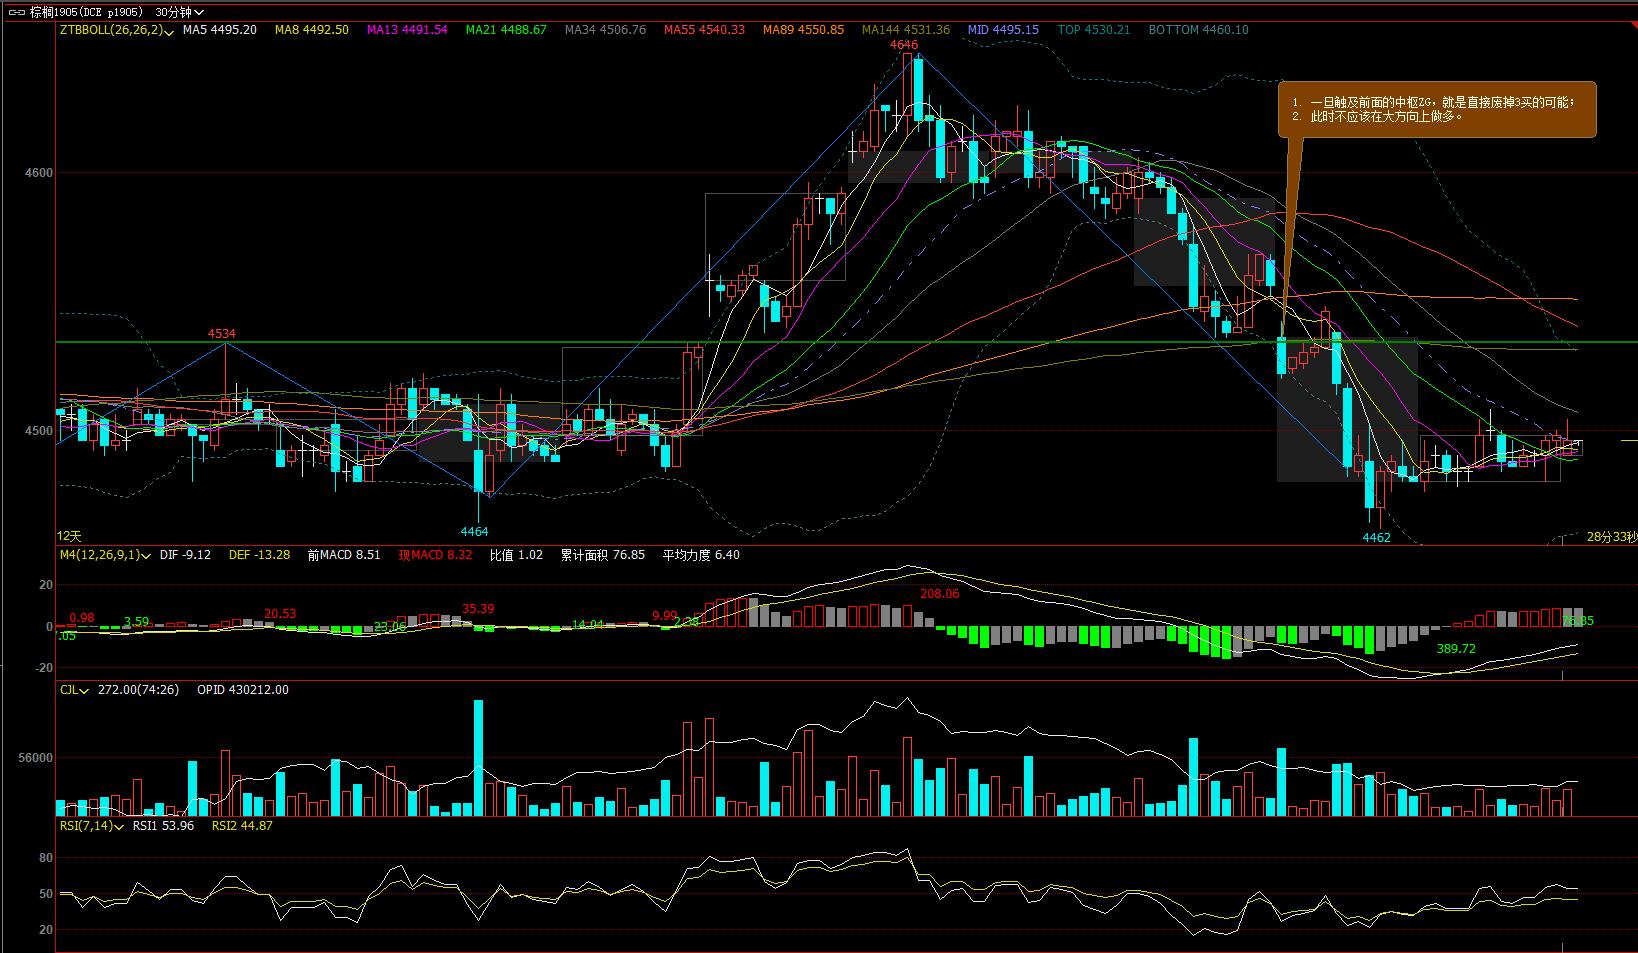 棕榈1905(DCE p1905) 30分钟
ZTBBOLL(26,26,2) MA5 4495.20 MA8 4492.50 MA13 4491.54 MA21 4488.67 MA34 4506.76 MA55 4540.33 MA89 4550.85 MA144 4531.36 MID 4495.15 TOP 4530.21 BOTTOM 4460.10
4646
1. 一旦触及前面的中枢ZG，就是直接废掉3买的可能；
2. 此时不应该在大方向上做多。
4600
4534
4500
4464
4462
12天
28分33秒
M4(12,26,9,1) DIF -9.12 DEF -13.28 前MACD 8.51 现MACD 8.32 比值 1.02 累计面积 76.85 平均力度 6.40
20
208.06
0.98 3.59 20.53 35.39 9.99
0 .05 23.06 14.04 2.38 76.85
389.72
-20
CJL 272.00(74:26) OPID 430212.00
56000
RSI(7,14) RSI1 53.96 RSI2 44.87
80
50
20